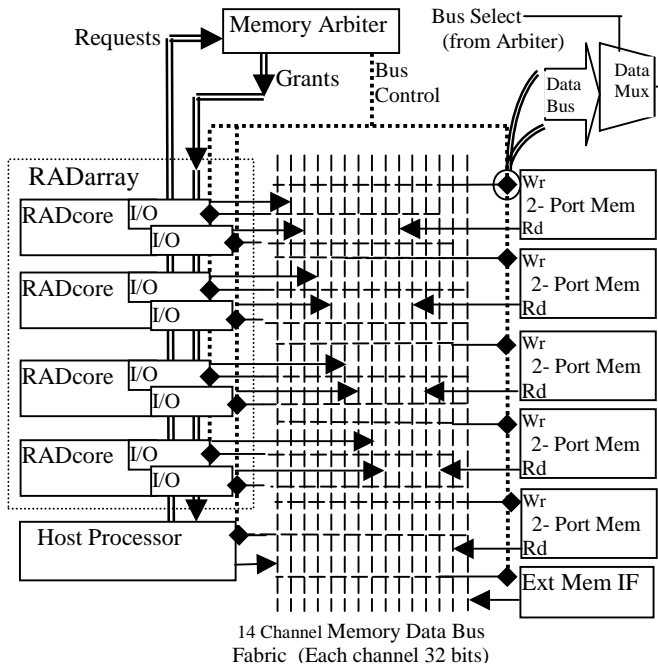 Memory Arbiter
Requests
Grants
Bus
Control
Bus Select
(from Arbiter)
Data
Bus
Data
Mux
RADarray
RADcore
I/O
I/O
RADcore
I/O
I/O
RADcore
I/O
I/O
RADcore
I/O
I/O
Host Processor
Wr
2- Port Mem
Rd
Wr
2- Port Mem
Rd
Wr
2- Port Mem
Rd
Wr
2- Port Mem
Rd
Wr
2- Port Mem
Rd
Ext Mem IF
14 Channel Memory Data Bus
Fabric (Each channel 32 bits)